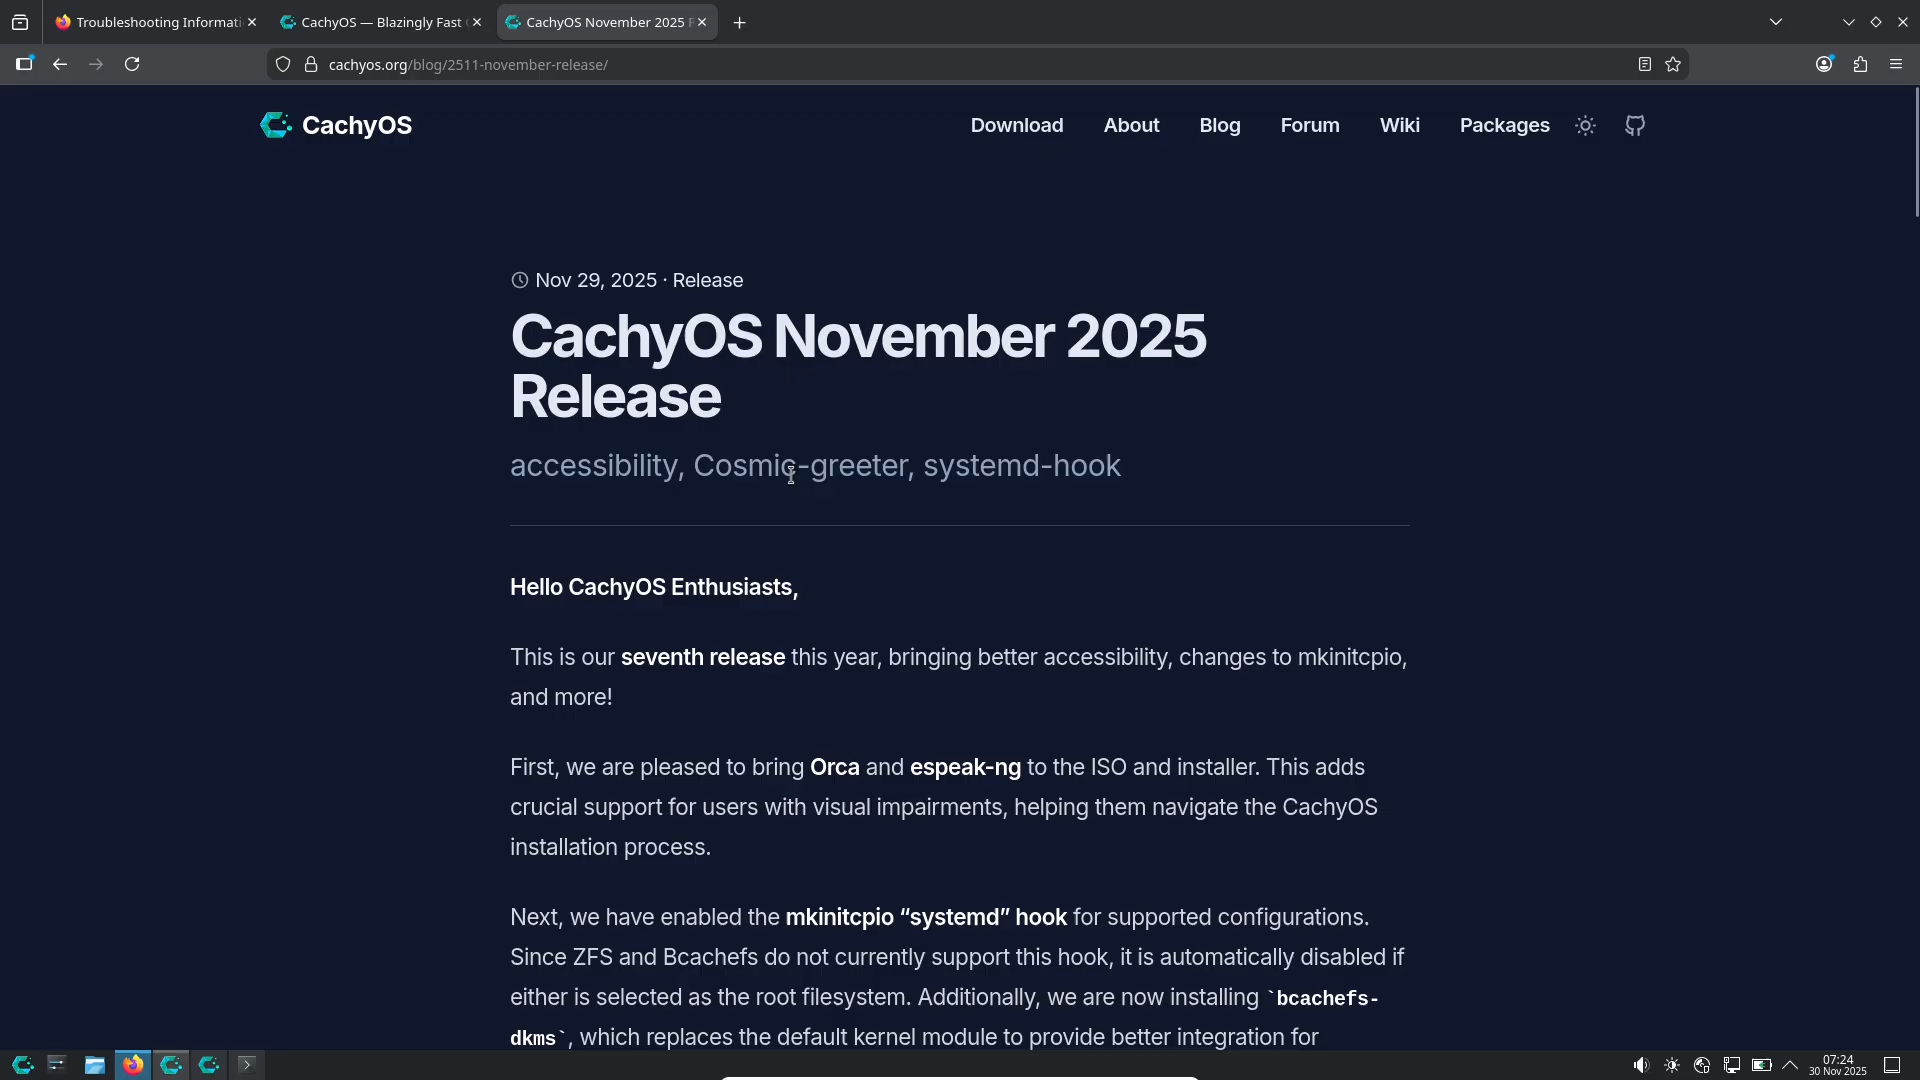 Troubleshooting Informati
CachyOS — Blazingly Fast
CachyOS November 2025 R
cachyos.org/blog/2511-november-release/
CachyOS
Download
About
Blog
Forum
Wiki
Packages
Nov 29, 2025 · Release
CachyOS November 2025
Release
accessibility, Cosmic-greeter, systemd-hook
Hello CachyOS Enthusiasts,
This is our seventh release this year, bringing better accessibility, changes to mkinitcpio,
and more!
First, we are pleased to bring Orca and espeak-ng to the ISO and installer. This adds
crucial support for users with visual impairments, helping them navigate the CachyOS
installation process.
Next, we have enabled the mkinitcpio “systemd” hook for supported configurations.
Since ZFS and Bcachefs do not currently support this hook, it is automatically disabled if
either is selected as the root filesystem. Additionally, we are now installing `bcachefs-
dkms`, which replaces the default kernel module to provide better integration for
07:24
30 Nov 2025